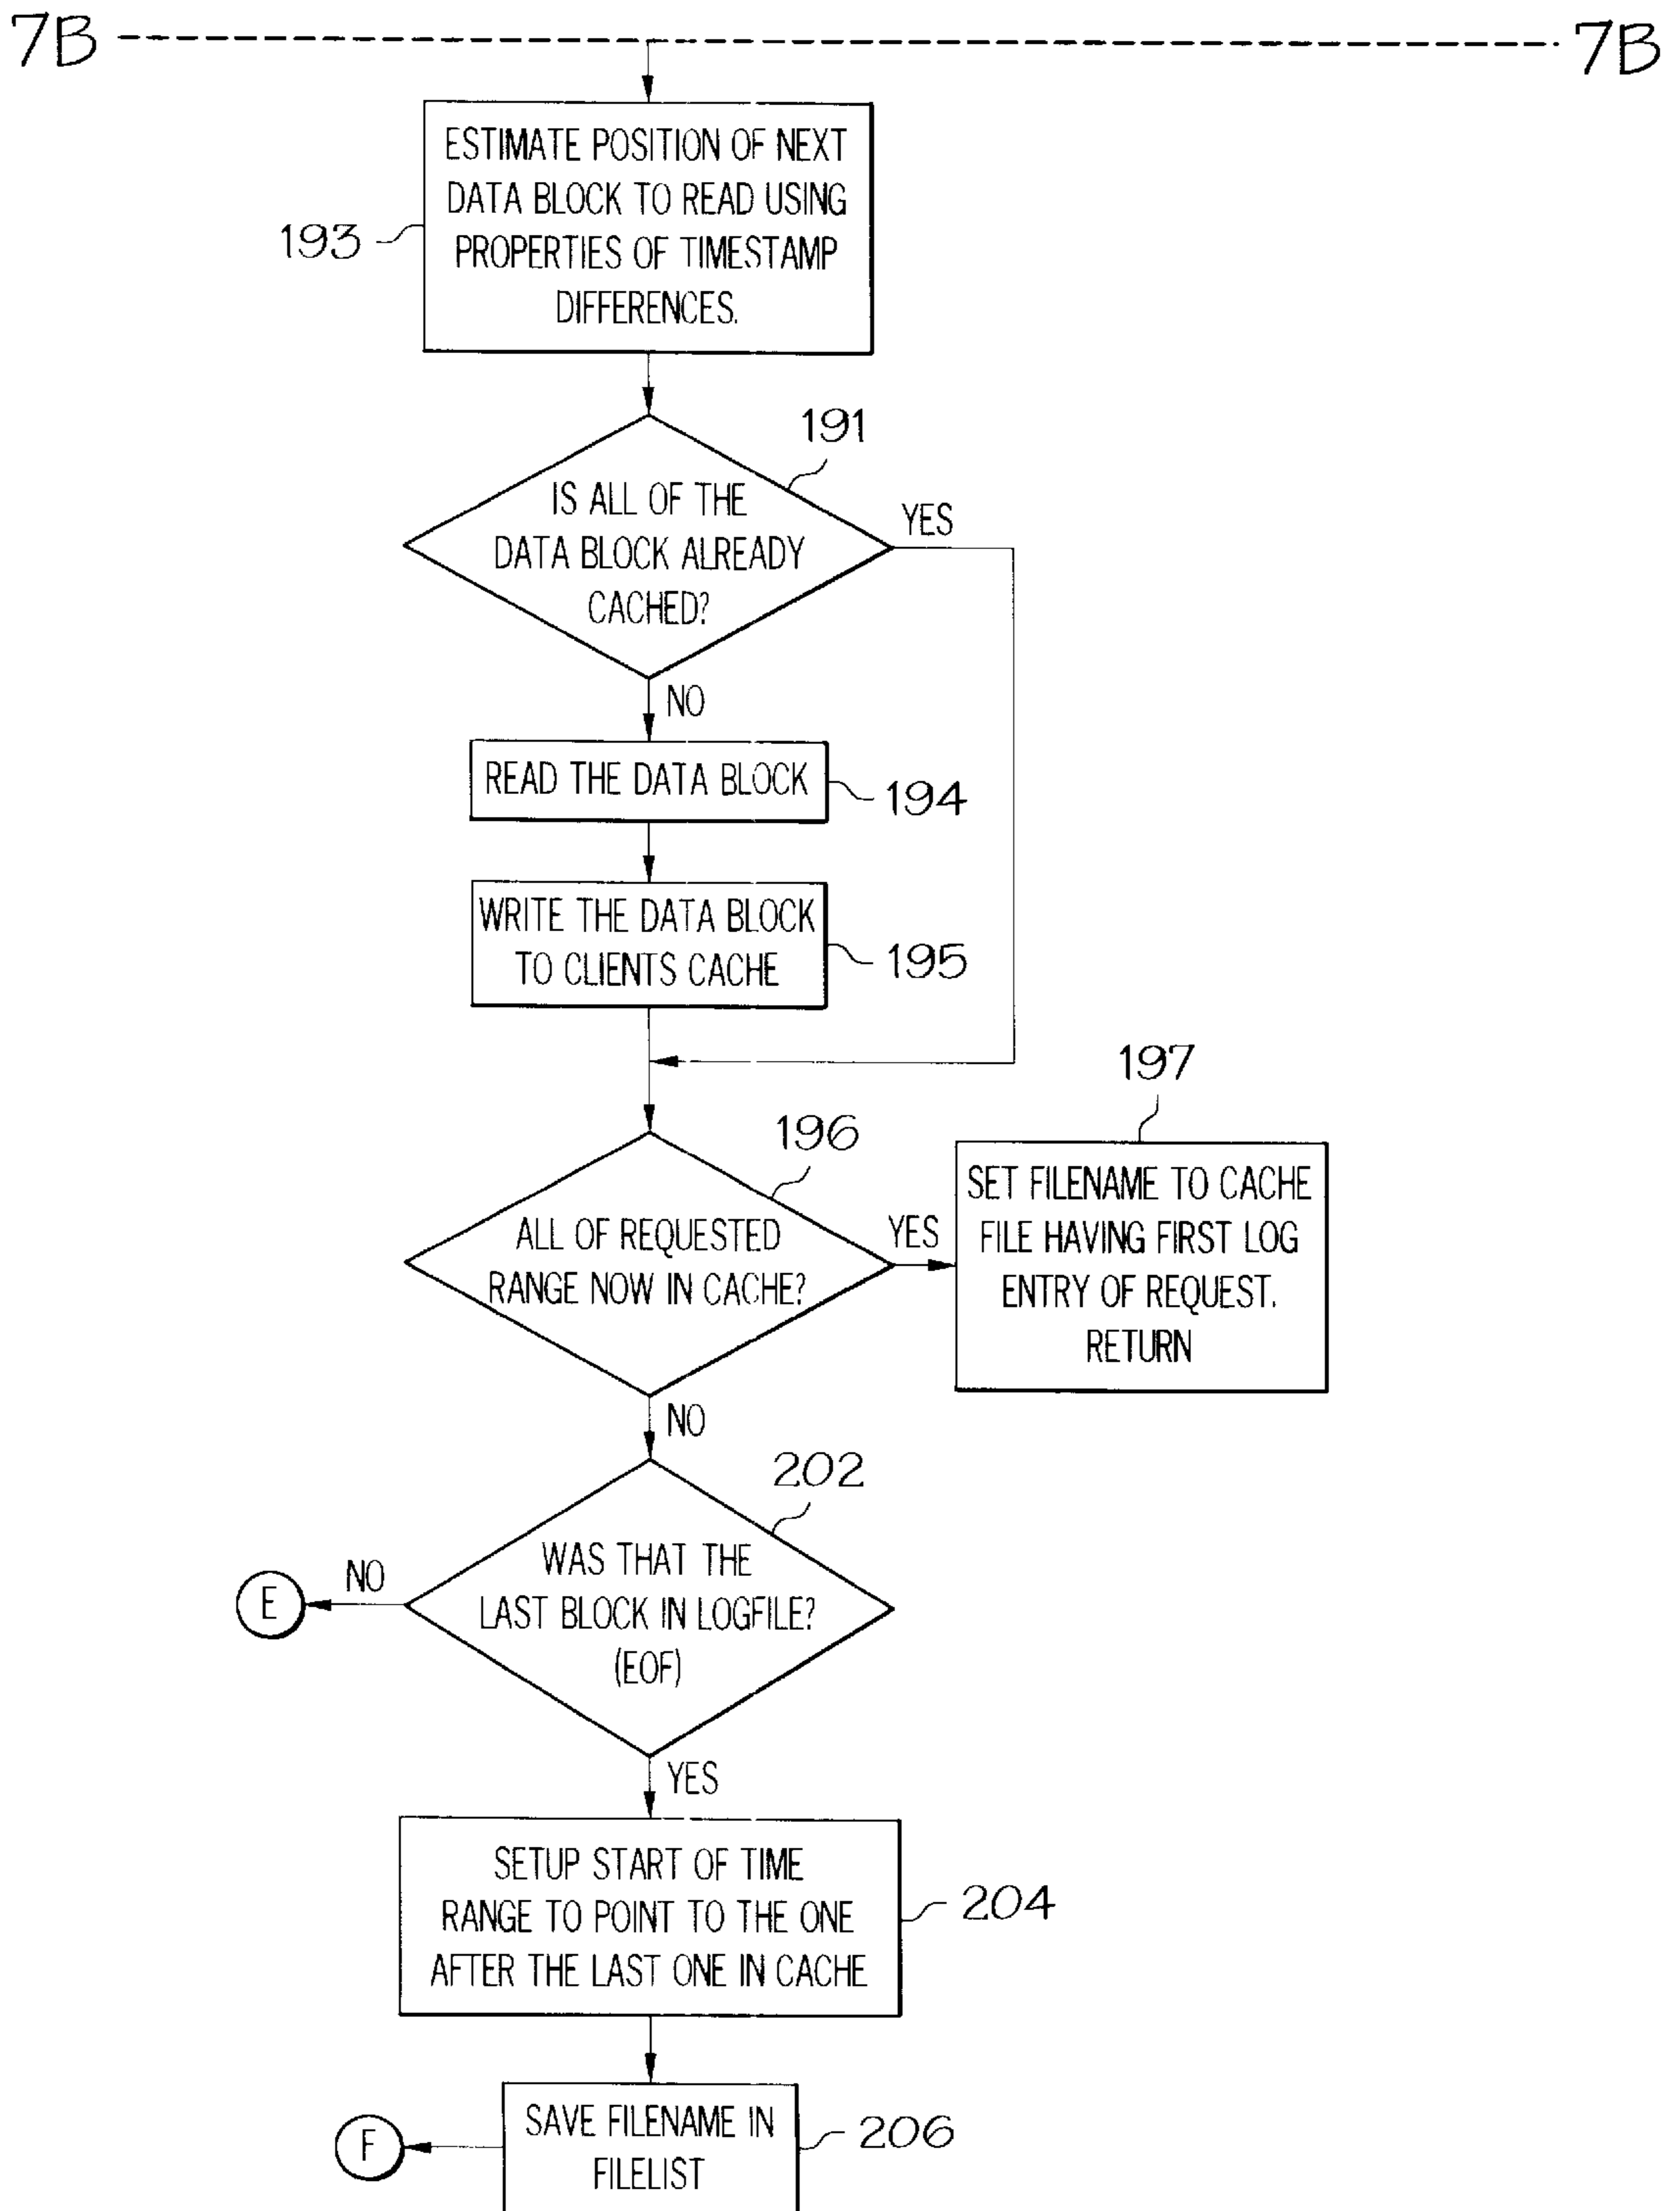 7B 7B
ESTIMATE POSITION OF NEXT
DATA BLOCK TO READ USING
PROPERTIES OF TIMESTAMP
DIFFERENCES.
193
191
IS ALL OF THE
DATA BLOCK ALREADY
CACHED?
YES
NO
READ THE DATA BLOCK
194
WRITE THE DATA BLOCK
TO CLIENTS CACHE
195
196
ALL OF REQUESTED
RANGE NOW IN CACHE?
YES
197
SET FILENAME TO CACHE
FILE HAVING FIRST LOG
ENTRY OF REQUEST.
RETURN
NO
202
WAS THAT THE
LAST BLOCK IN LOGFILE?
(EOF)
NO
E
YES
SETUP START OF TIME
RANGE TO POINT TO THE ONE
AFTER THE LAST ONE IN CACHE
204
SAVE FILENAME IN
FILELIST
206
F